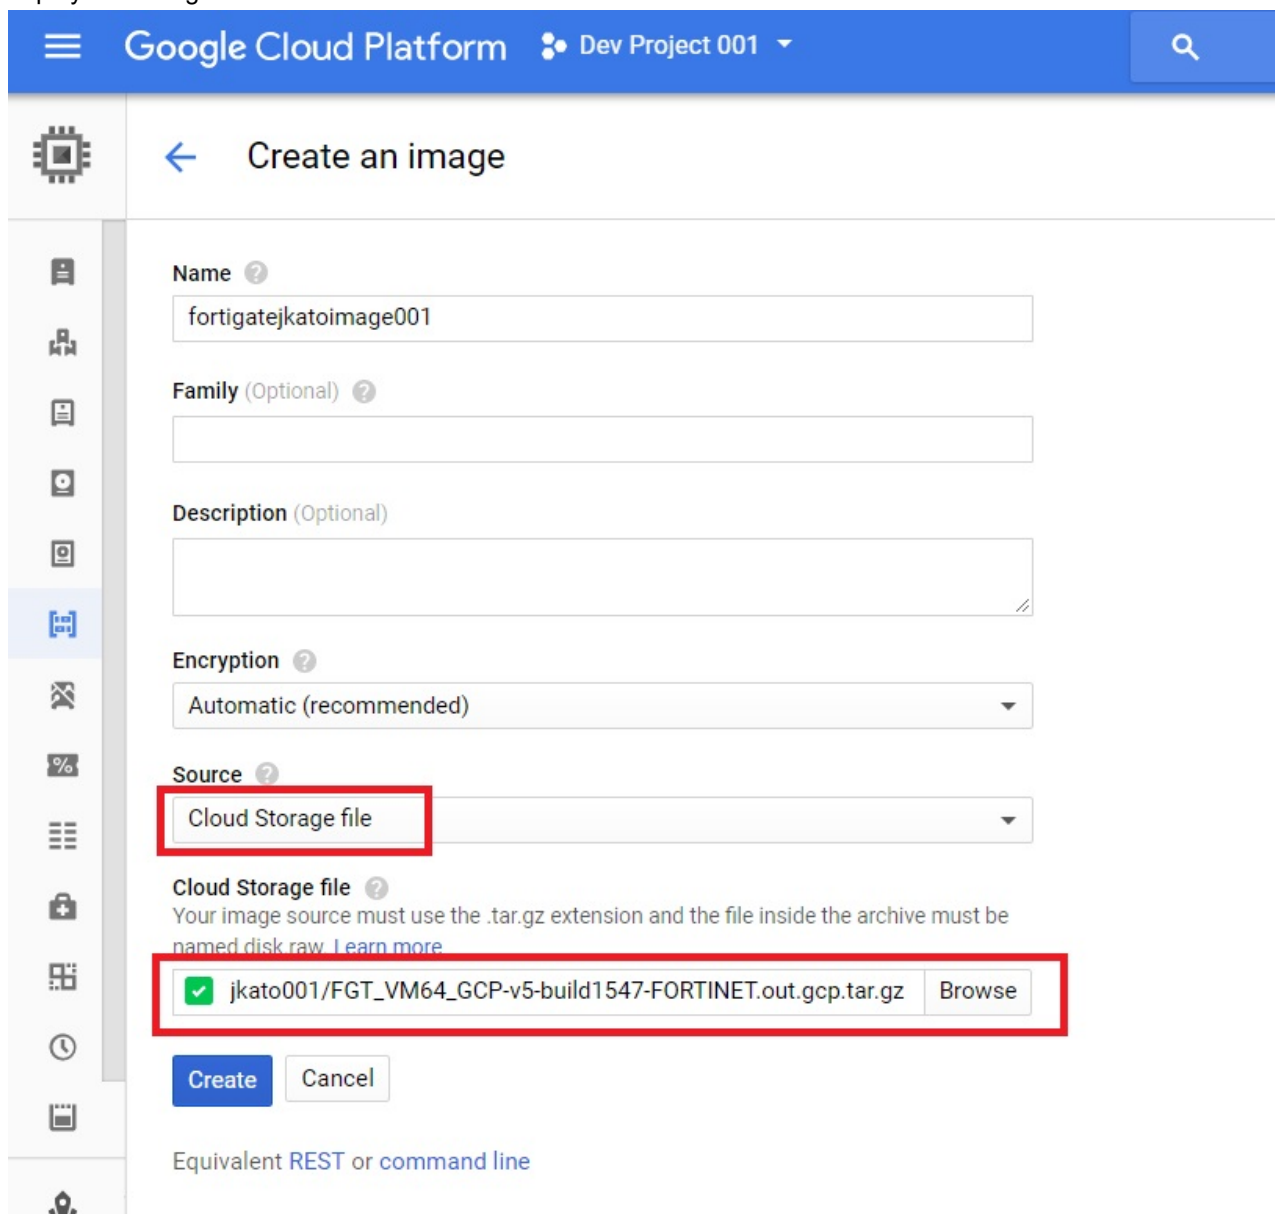 Google Cloud Platform Dev Project 001
Create an image
Name
fortigatejkatoimage001
Family (Optional)
Description (Optional)
Encryption
Automatic (recommended)
Source
Cloud Storage file
Cloud Storage file
Your image source must use the .tar.gz extension and the file inside the archive must be
named disk.raw. Learn more
jkato001/FGT_VM64_GCP-v5-build1547-FORTINET.out.gcp.tar.gz Browse
Create Cancel
Equivalent REST or command line